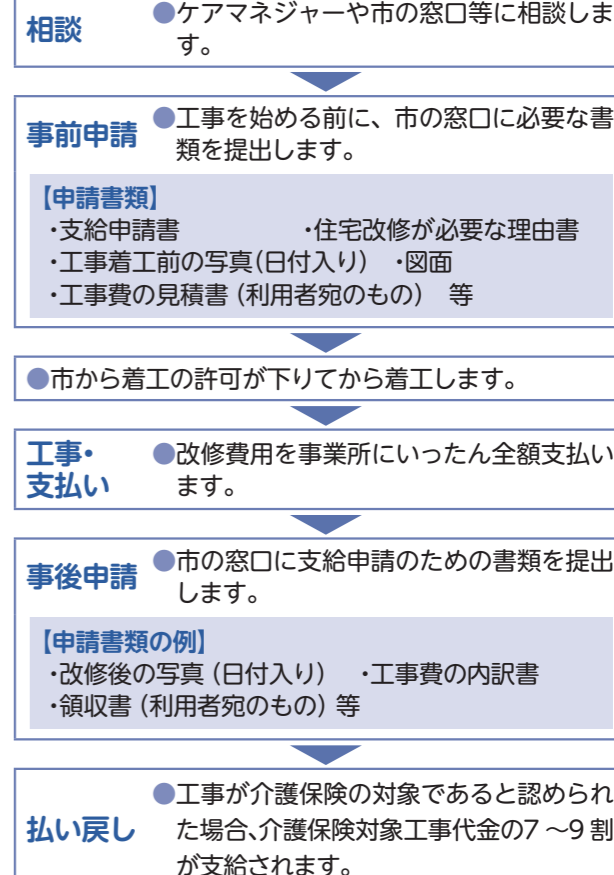 相談
●ケアマネジャーや市の窓口等に相談しま
す。
事前申請
●工事を始める前に、市の窓口に必要な書
類を提出します。
【申請書類】
・支給申請書　・住宅改修が必要な理由書
・工事着工前の写真(日付入り)　・図面
・工事費の見積書(利用者宛のもの)　等
●市から着工の許可が下りてから着工します。
工事・
支払い
●改修費用を事業所にいったん全額支払い
ます。
事後申請
●市の窓口に支給申請のための書類を提出
します。
【申請書類の例】
・改修後の写真(日付入り)　・工事費の内訳書
・領収書(利用者宛のもの)等
払い戻し
●工事が介護保険の対象であると認められ
た場合、介護保険対象工事代金の7～9割
が支給されます。